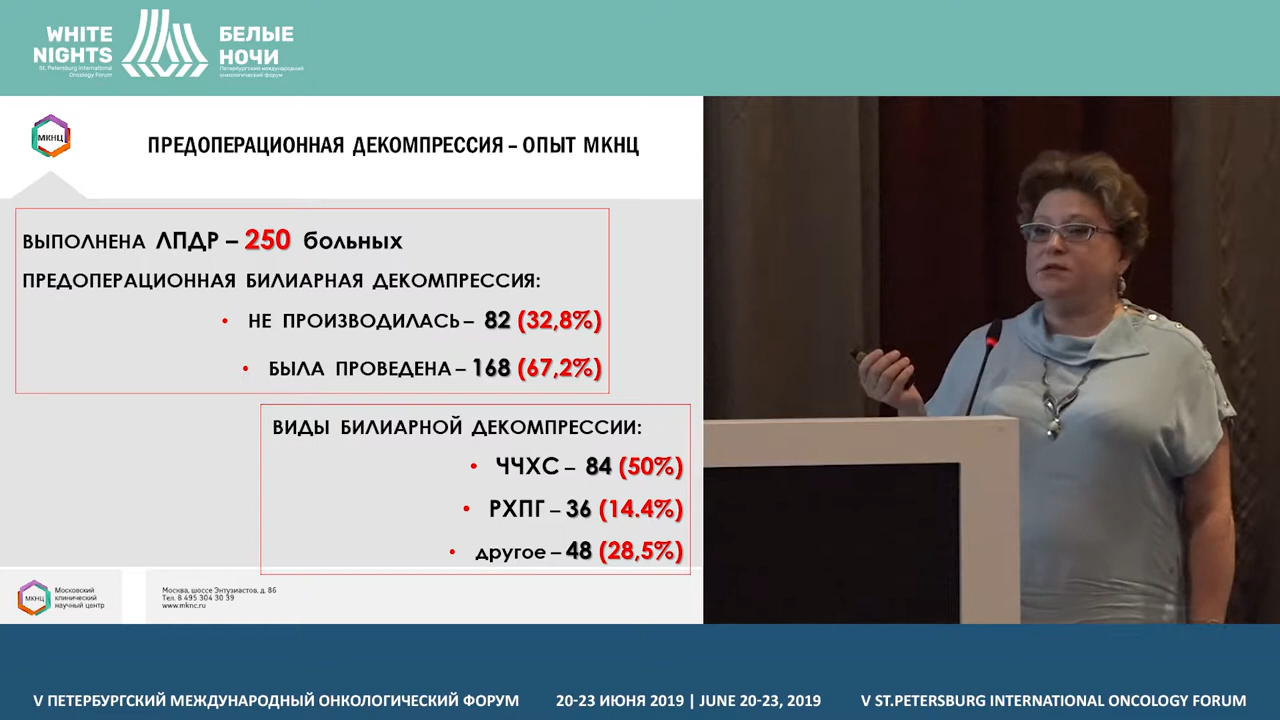 WHITE NIGHTS
St. Petersburg International Oncology Forum
БЕЛЫЕ НОЧИ
Петербургский международный онкологический форум
МКНЦ
ПРЕДОПЕРАЦИОННАЯ ДЕКОМПРЕССИЯ – ОПЫТ МКНЦ
ВЫПОЛНЕНА ЛПДР – 250 больных
ПРЕДОПЕРАЦИОННАЯ БИЛИАРНАЯ ДЕКОМПРЕССИЯ:
• НЕ ПРОИЗВОДИЛАСЬ – 82 (32,8%)
• БЫЛА ПРОВЕДЕНА – 168 (67,2%)
ВИДЫ БИЛИАРНОЙ ДЕКОМПРЕССИИ:
• ЧЧХС – 84 (50%)
• РХПГ – 36 (14.4%)
• другое – 48 (28,5%)
МКНЦ
Московский
клинический
научный центр
Москва, шоссе Энтузиастов, д. 86
Тел. 8 495 304 30 39
www.mknc.ru
V ПЕТЕРБУРГСКИЙ МЕЖДУНАРОДНЫЙ ОНКОЛОГИЧЕСКИЙ ФОРУМ 20-23 ИЮНЯ 2019 | JUNE 20-23, 2019 V ST.PETERSBURG INTERNATIONAL ONCOLOGY FORUM